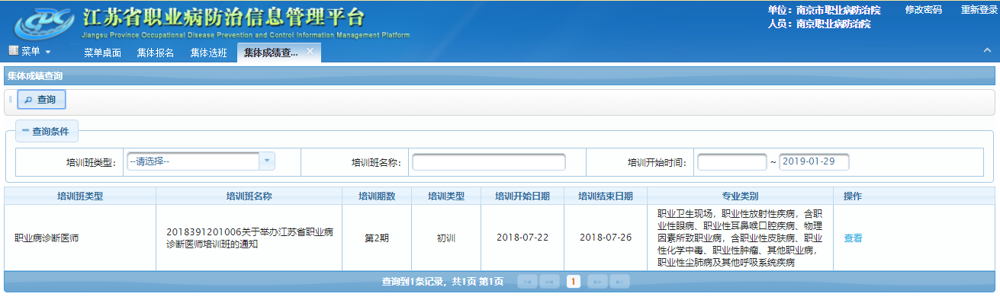 江苏省职业病防治信息管理平台
Jiangsu Province Occupational Disease Prevention and Control Information Management Platform
单位：南京市职业病防治院 修改密码 重新登录
人员：南京职业病防治院
菜单 菜单桌面 集体报名 集体选班 集体成绩查...
集体成绩查询
查询
查询条件
培训班类型： --请选择-- 培训班名称： 培训开始时间： ~ 2019-01-29
培训班类型 培训班名称 培训期数 培训类型 培训开始日期 培训结束日期 专业类别 操作
职业病诊断医师
2018391201006关于举办江苏省职业病
诊断医师培训班的通知
第2期 初训 2018-07-22 2018-07-26
职业卫生现场，职业性放射性疾病，含职
业性眼病、职业性耳鼻喉口腔疾病、物理
因素所致职业病，含职业性皮肤病、职业
性化学中毒、职业性肿瘤、其他职业病，
职业性尘肺病及其他呼吸系统疾病
查看
查询到1条记录，共1页 第1页 1